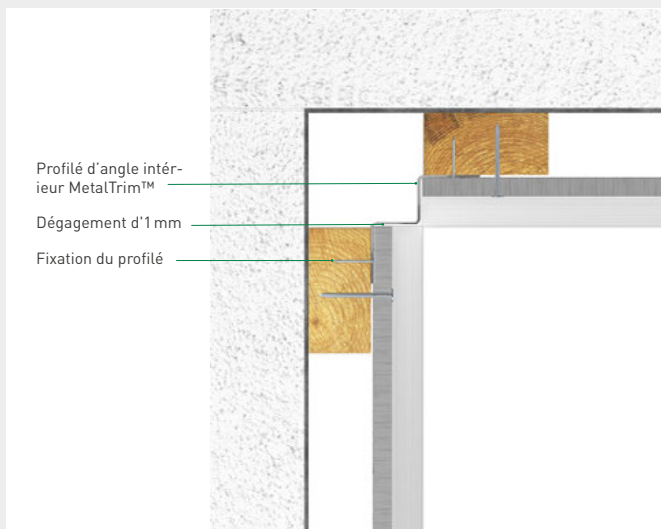 Profilé d'angle intér-
ieur MetalTrim™
Dégagement d'1 mm
Fixation du profilé